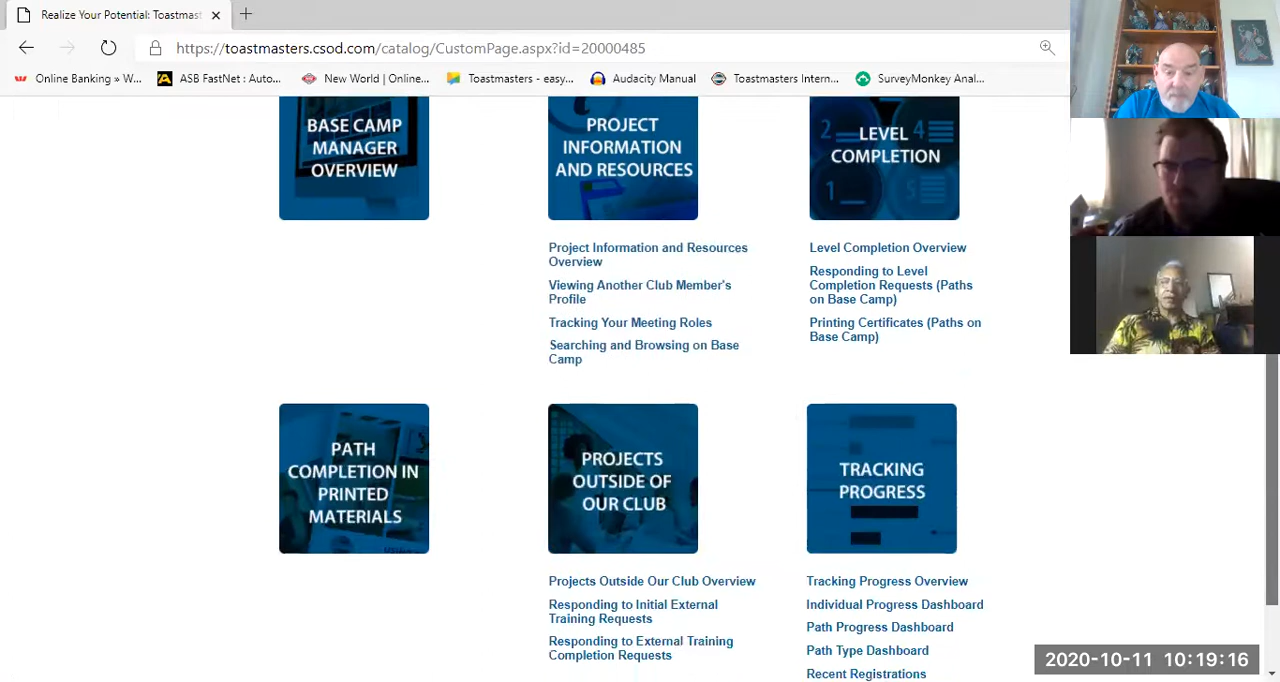 Realize Your Potential: Toastmast
https://toastmasters.csod.com/catalog/CustomPage.aspx?id=20000485
Online Banking » W...
ASB FastNet : Auto...
New World | Online...
Toastmasters - easy...
Audacity Manual
Toastmasters Intern...
SurveyMonkey Anal...
BASE CAMP
MANAGER
OVERVIEW
PROJECT
INFORMATION
AND RESOURCES
2
4
LEVEL
COMPLETION
1
5
Project Information and Resources
Overview
Viewing Another Club Member's
Profile
Tracking Your Meeting Roles
Searching and Browsing on Base
Camp
Level Completion Overview
Responding to Level
Completion Requests (Paths
on Base Camp)
Printing Certificates (Paths on
Base Camp)
PATH
COMPLETION IN
PRINTED
MATERIALS
PROJECTS
OUTSIDE OF
OUR CLUB
TRACKING
PROGRESS
Projects Outside Our Club Overview
Responding to Initial External
Training Requests
Responding to External Training
Completion Requests
Tracking Progress Overview
Individual Progress Dashboard
Path Progress Dashboard
Path Type Dashboard
Recent Registrations
2020-10-11 10:19:16